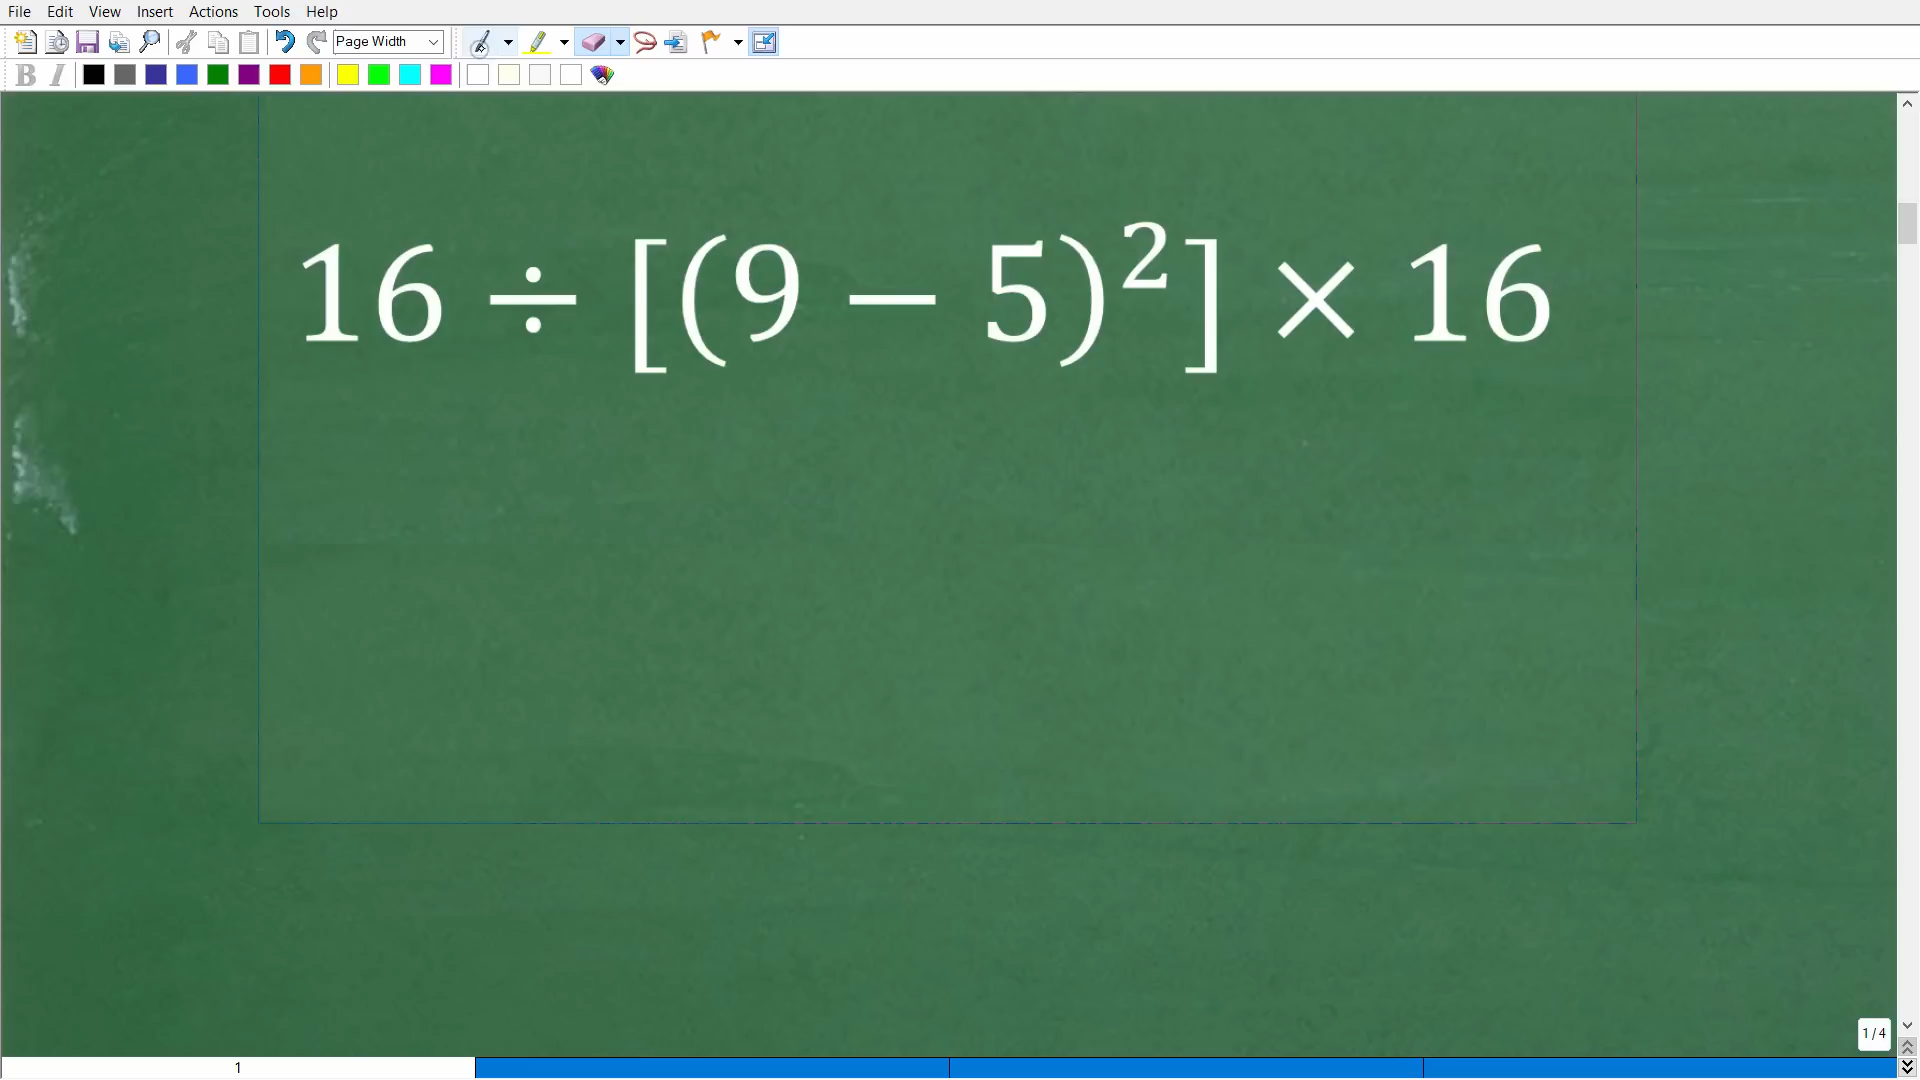 File Edit View Insert Actions Tools Help
Page Width
B I
16 ÷ [(9 − 5)²] × 16
1 / 4
1